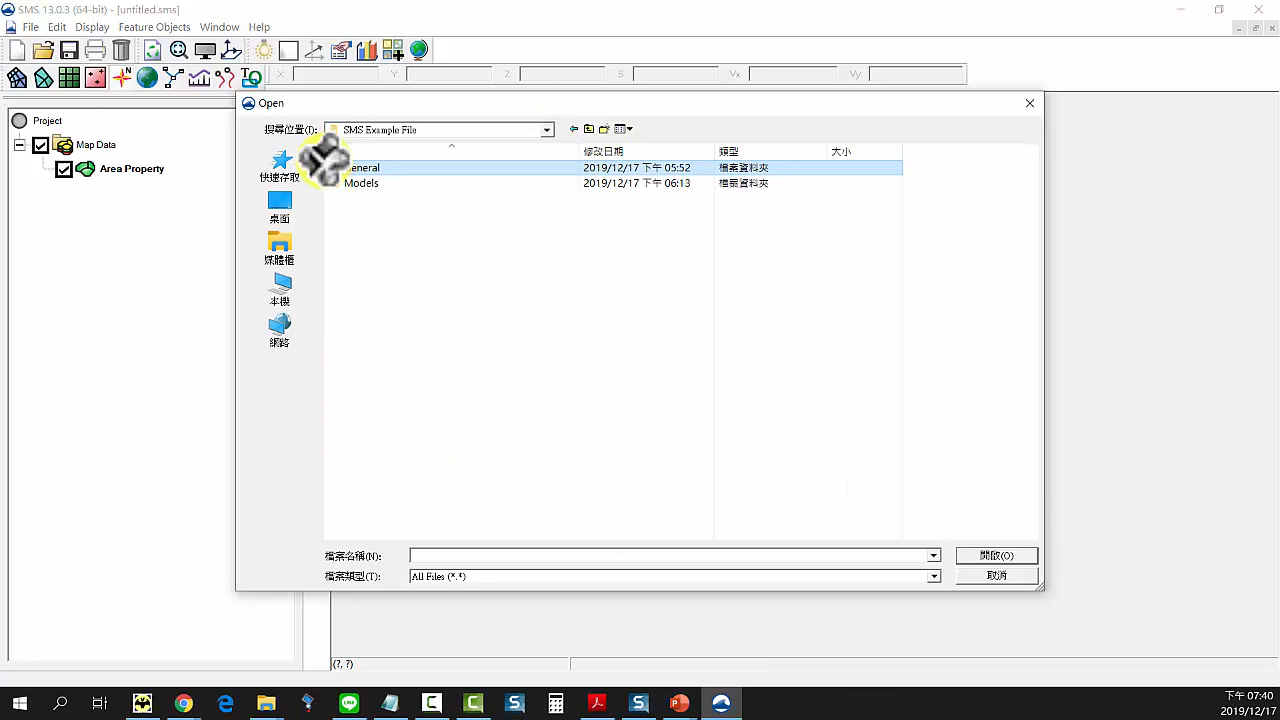 SMS 13.0.3 (64-bit) - [untitled.sms]
File Edit Display Feature Objects Window Help
X Y Z S Vx Vy
Open
Project
搜尋位置(I): SMS Example File
Map Data
修改日期 類型 大小
Area Property
2019/12/17 下午 05:52 檔案資料夾
快速存取
Models 2019/12/17 下午 06:13 檔案資料夾
桌面
媒體櫃
本機
網路
檔案名稱(N): 開啟(O)
檔案類型(T): All Files (*.*) 取消
(?, ?)
下午 07:40
2019/12/17